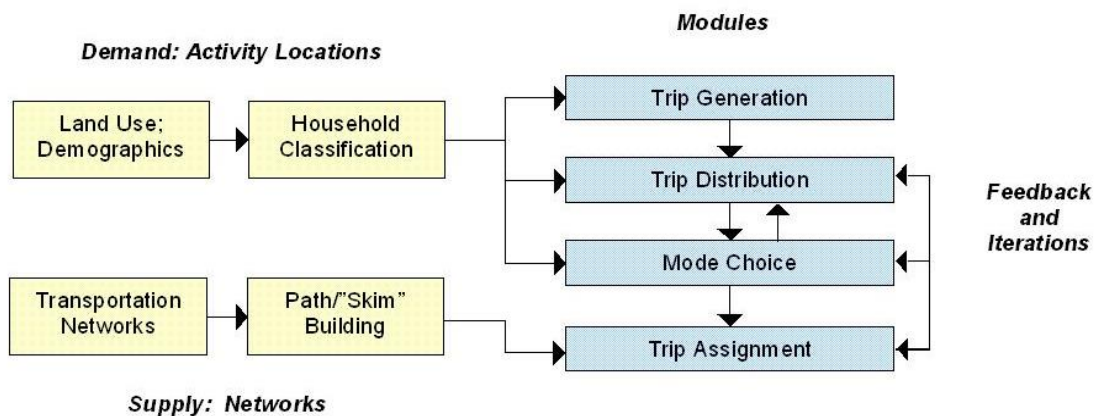 Modules
Demand: Activity Locations
Trip Generation
Land Use;
Demographics
Household
Classification
Trip Distribution
Feedback
and
Iterations
Mode Choice
Transportation
Networks
Path/"Skim"
Building
Trip Assignment
Supply: Networks